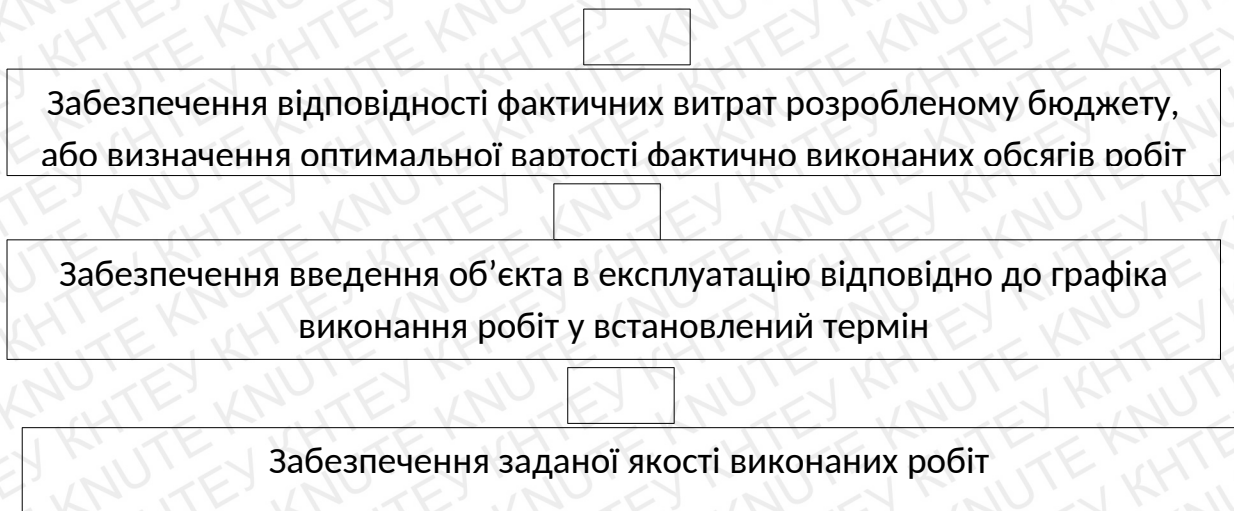 Забезпечення відповідності фактичних витрат розробленому бюджету,
або визначення оптимальної вартості фактично виконаних обсягів робіт
Забезпечення введення об’єкта в експлуатацію відповідно до графіка
виконання робіт у встановлений термін
Забезпечення заданої якості виконаних робіт